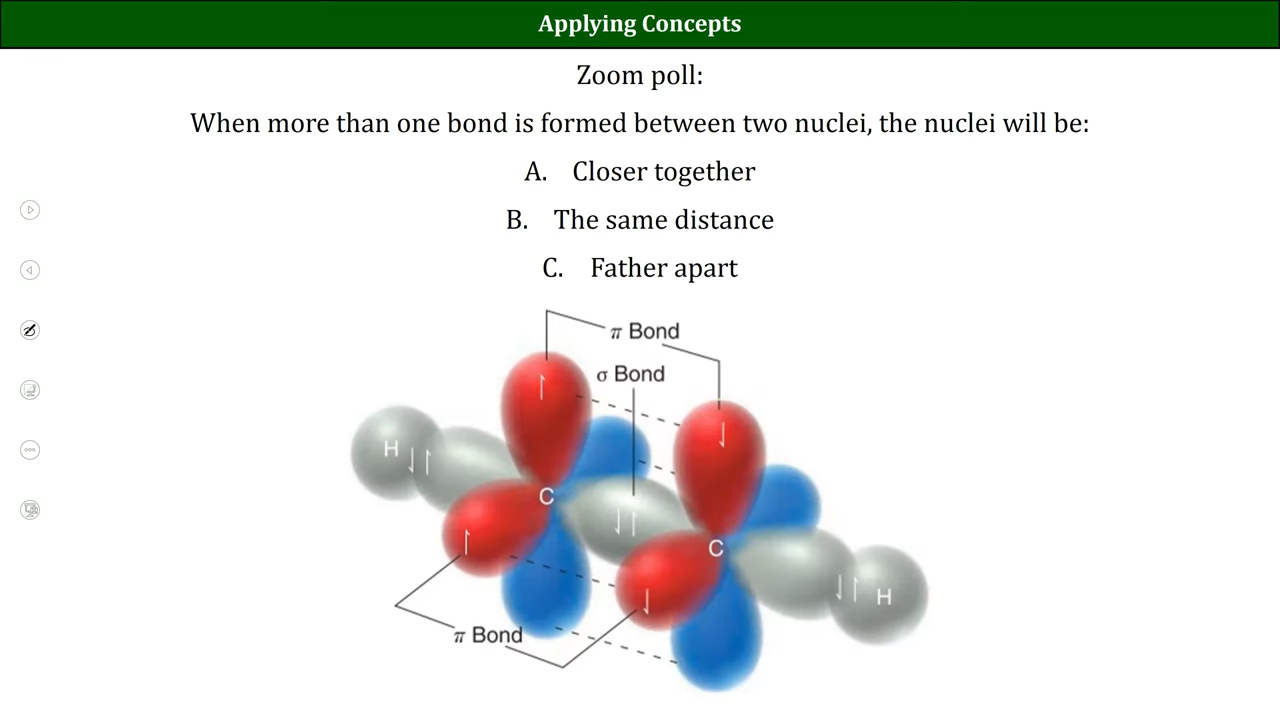 Applying Concepts
Zoom poll:
When more than one bond is formed between two nuclei, the nuclei will be:
A. Closer together
B. The same distance
C. Father apart
π Bond
σ Bond
H
C
C
H
π Bond